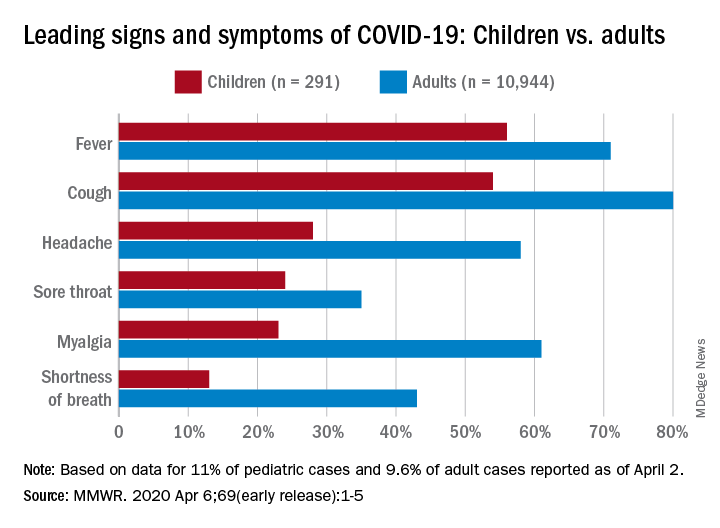 Leading signs and symptoms of COVID-19: Children vs. adults
Children (n = 291)
Adults (n = 10,944)
Fever
Cough
Headache
Sore throat
Myalgia
Shortness
of breath
0 10% 20% 30% 40% 50% 60% 70% 80%
MDedge News
Note: Based on data for 11% of pediatric cases and 9.6% of adult cases reported as of April 2.
Source: MMWR. 2020 Apr 6;69(early release):1-5